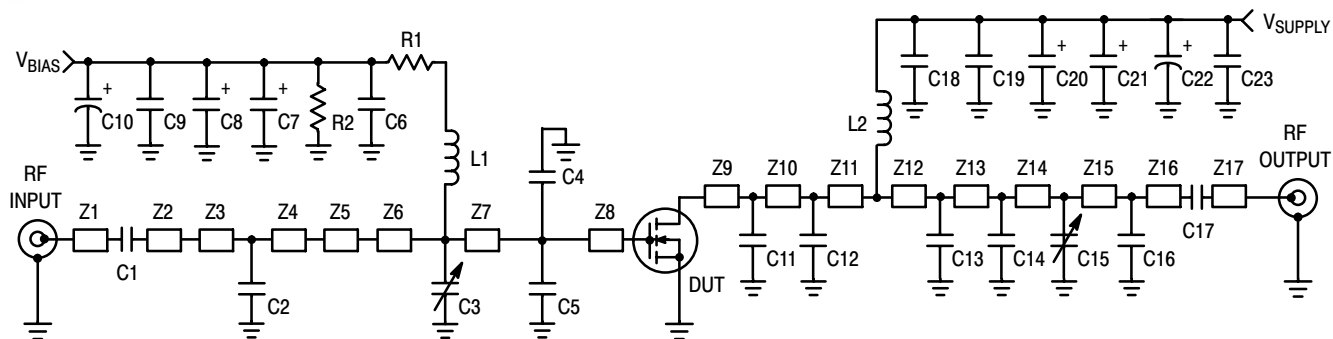 VBIAS
+
C10
C9
+
C8
+
C7
R2
C6
R1
L1
C4
RF
INPUT
Z1
C1
Z2
Z3
Z4
Z5
Z6
Z7
Z8
C2
C3
C5
DUT
Z9
Z10
Z11
L2
Z12
Z13
Z14
Z15
Z16
C17
Z17
C11
C12
C13
C14
C15
C16
C18
C19
+
C20
+
C21
+
C22
C23
VSUPPLY
RF
OUTPUT